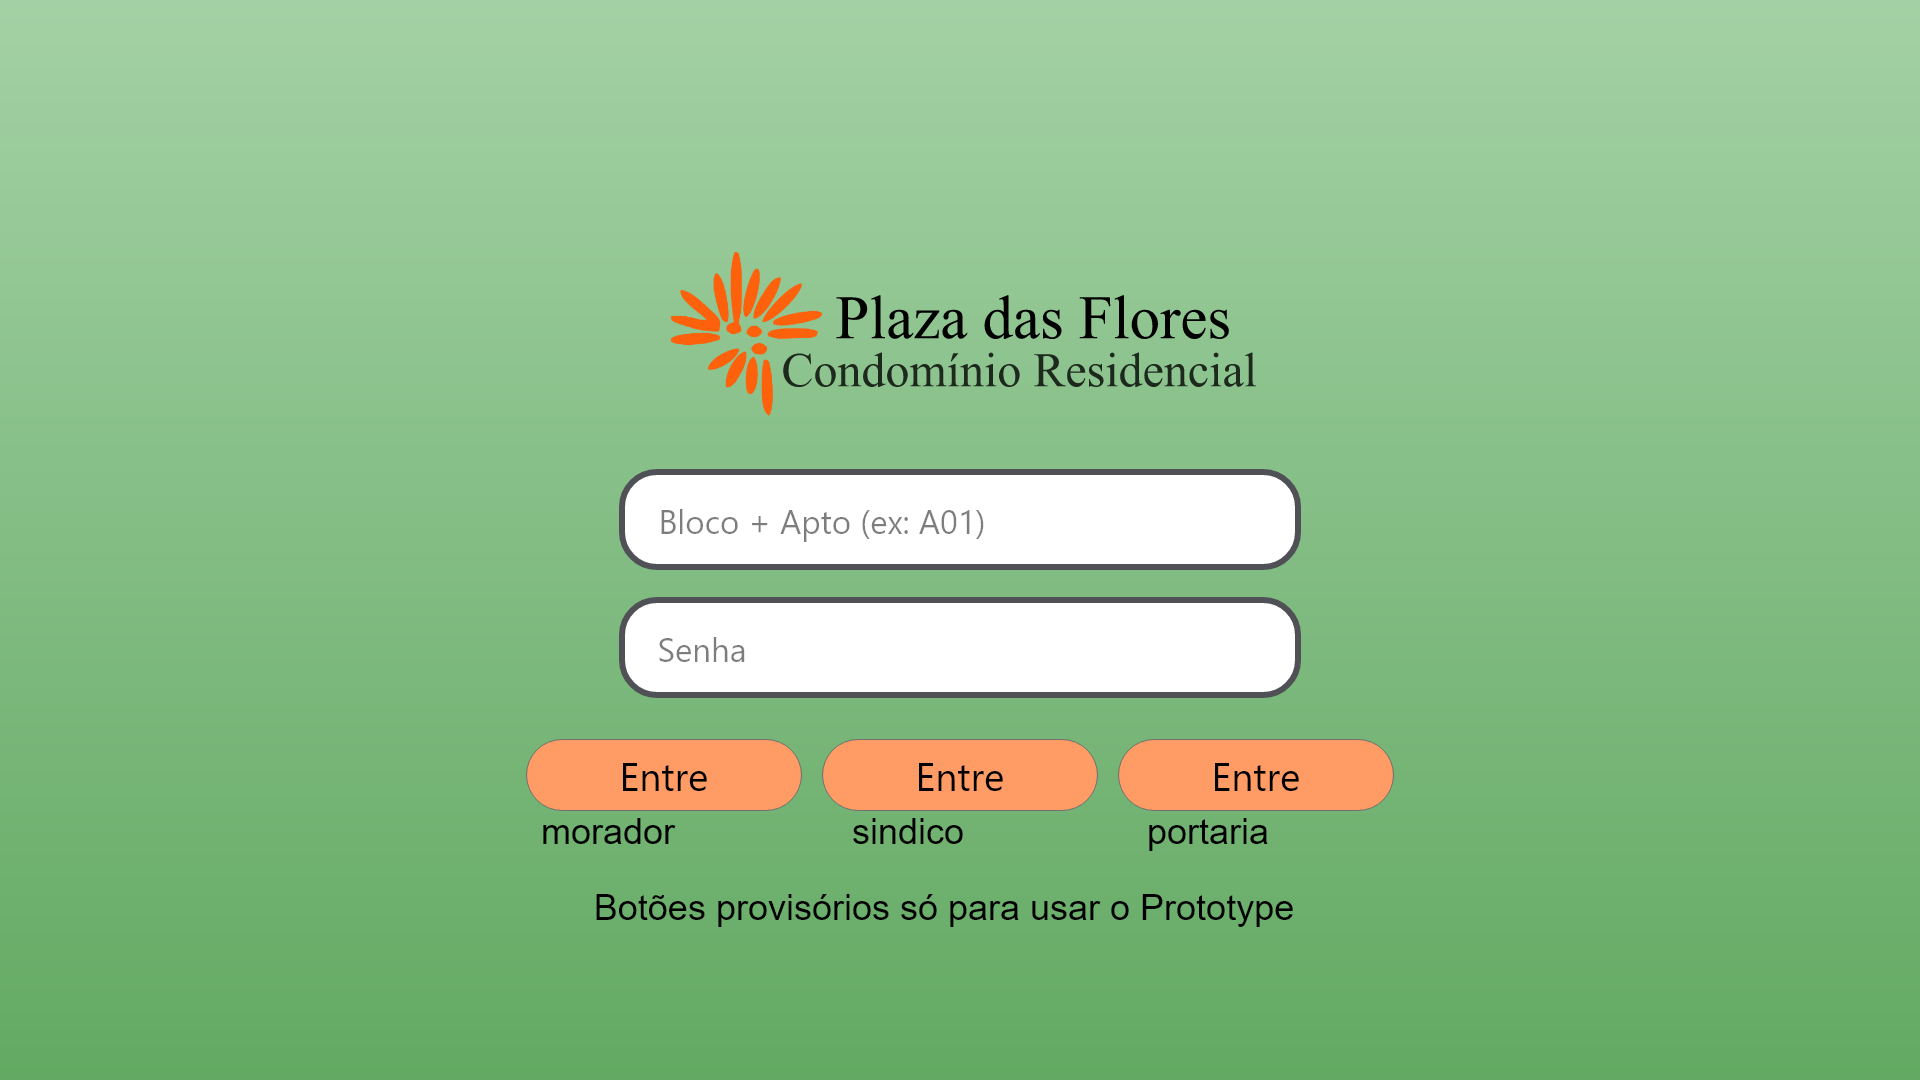 Plaza das Flores
Condomínio Residencial
Bloco + Apto (ex: A01)
Senha
Entre Entre Entre
morador sindico portaria
Botões provisórios só para usar o Prototype